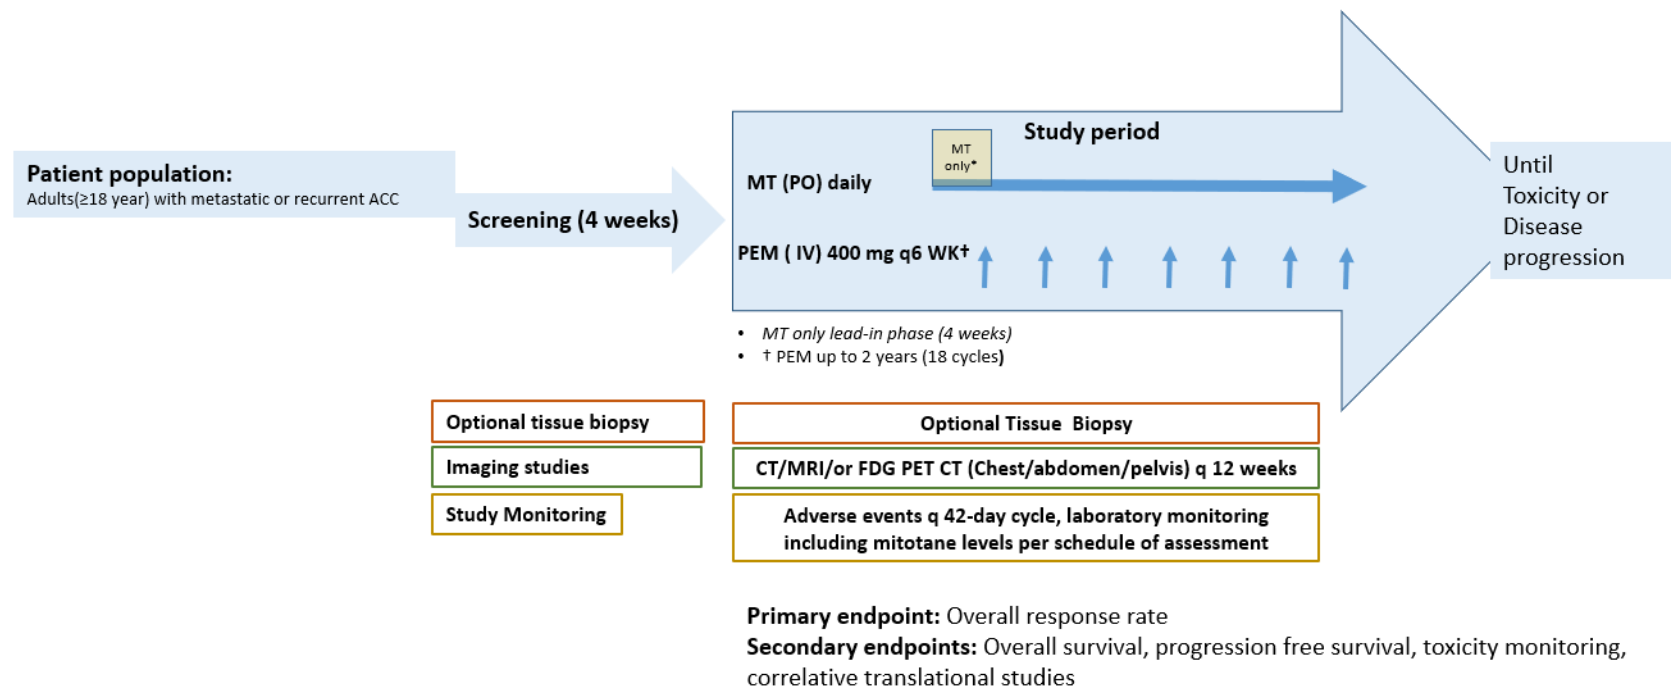 Patient population:
Adults(≥18 year) with metastatic or recurrent ACC
Screening (4 weeks)
Study period
MT
only*
MT (PO) daily
PEM ( IV) 400 mg q6 WK†
Until
Toxicity or
Disease
progression
• MT only lead-in phase (4 weeks)
• † PEM up to 2 years (18 cycles)
Optional tissue biopsy
Imaging studies
Study Monitoring
Optional Tissue Biopsy
CT/MRI/or FDG PET CT (Chest/abdomen/pelvis) q 12 weeks
Adverse events q 42-day cycle, laboratory monitoring
including mitotane levels per schedule of assessment
Primary endpoint: Overall response rate
Secondary endpoints: Overall survival, progression free survival, toxicity monitoring,
correlative translational studies